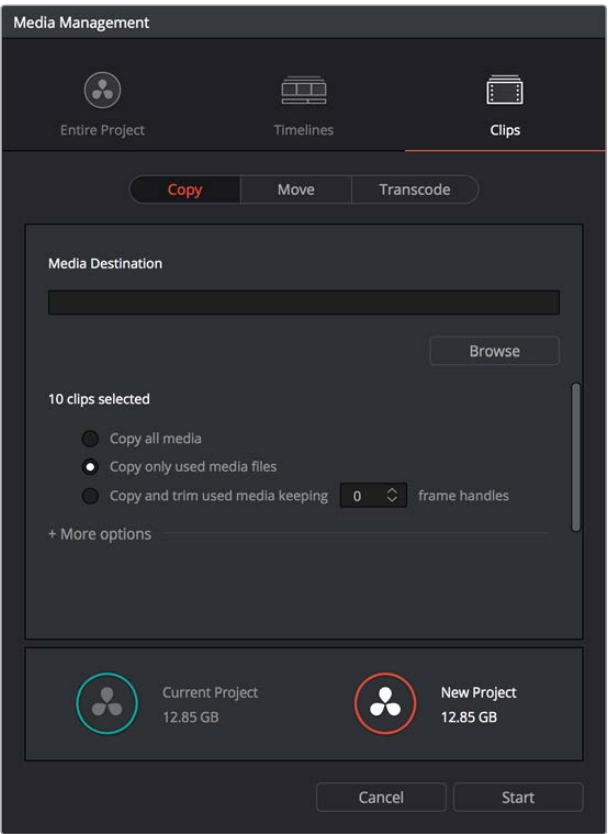 Media Management
Entire Project
Timelines
Clips
Copy
Move
Transcode
Media Destination
Browse
10 clips selected
Copy all media
Copy only used media files
Copy and trim used media keeping 0 frame handles
+ More options
Current Project
12.85 GB
New Project
12.85 GB
Cancel
Start